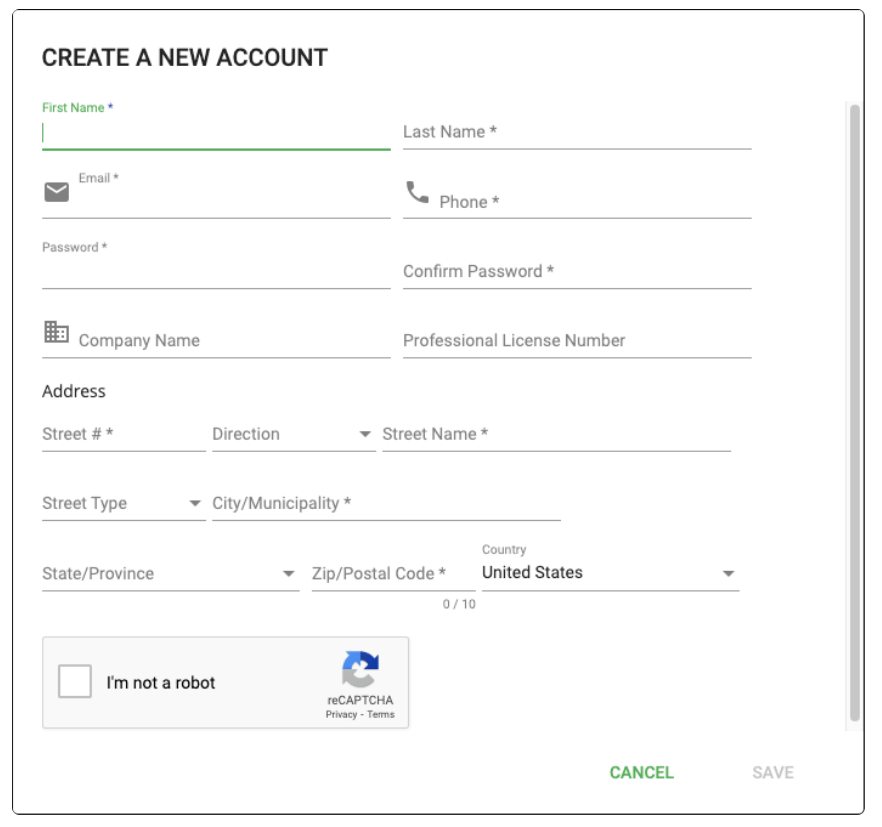 CREATE A NEW ACCOUNT
First Name *
Last Name *
Email *
Phone *
Password *
Confirm Password *
Company Name
Professional License Number
Address
Street # *
Direction
Street Name *
Street Type
City/Municipality *
State/Province
Zip/Postal Code *
Country
United States
0 / 10
I'm not a robot
reCAPTCHA
Privacy - Terms
CANCEL
SAVE